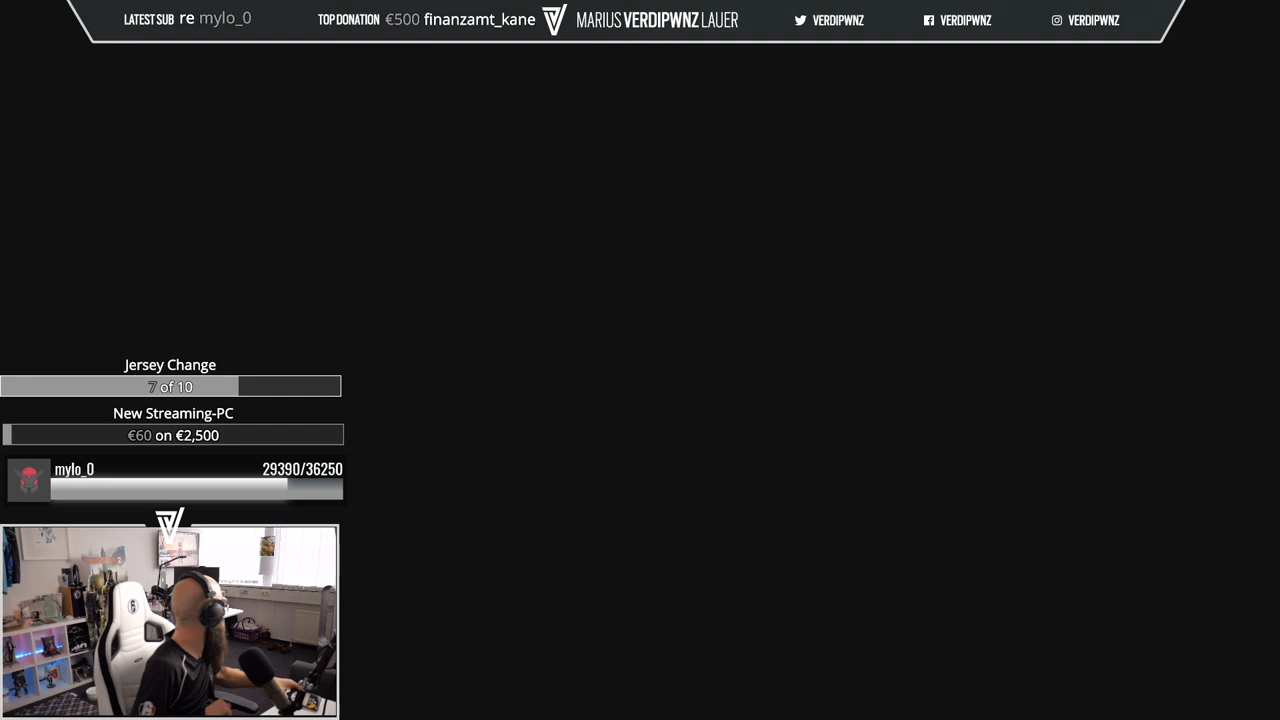 LATEST SUB re mylo_0
TOP DONATION €500 finanzamt_kane
MARIUS VERDIPWNZ LAUER
VERDIPWNZ
VERDIPWNZ
VERDIPWNZ
Jersey Change
7 of 10
New Streaming-PC
€60 on €2,500
mylo_0 29390/36250